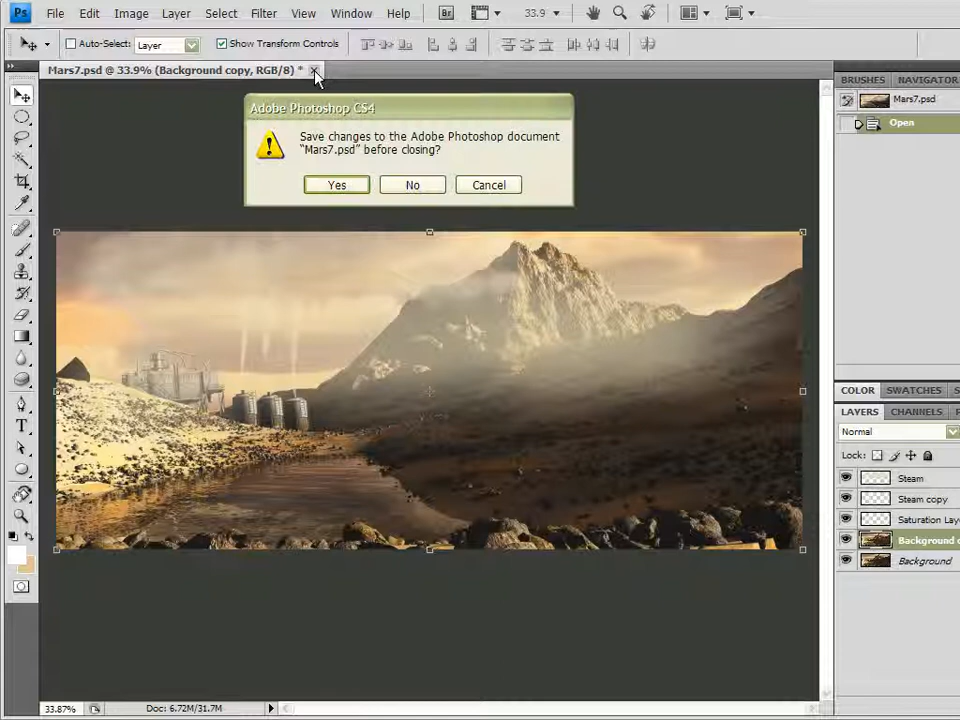 Ps File Edit Image Layer Select Filter View Window Help Br 33.9
Auto-Select: Layer Show Transform Controls
Mars7.psd @ 33.9% (Background copy, RGB/8) *
BRUSHES NAVIGATOR
Mars7.psd
Open
Adobe Photoshop CS4
Save changes to the Adobe Photoshop document
"Mars7.psd" before closing?
Yes No Cancel
COLOR SWATCHES S
LAYERS CHANNELS
Normal
Lock:
Steam
Steam copy
Saturation Laye
Background c
Background
T
33.87% Doc: 6.72M/31.7M